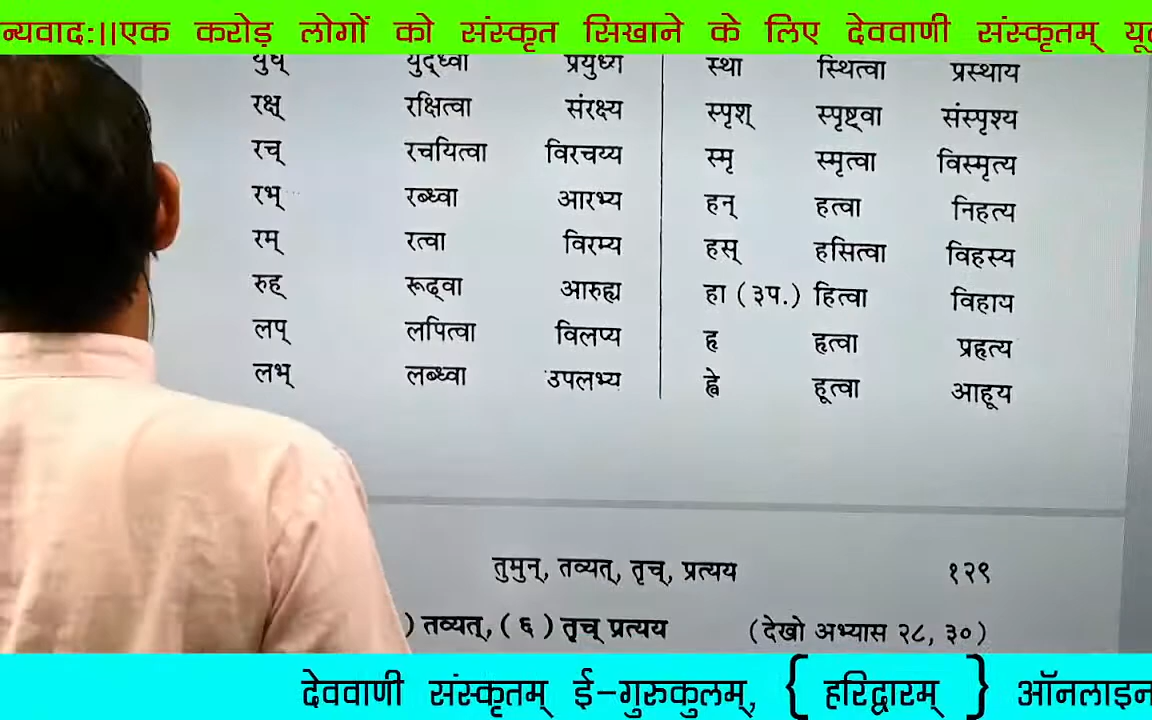 न्यवादः||एक करोड़ लोगों को संस्कृत सिखाने के लिए देववाणी संस्कृतम् यू
युध् युद्ध्वा प्रयुध्य स्था स्थित्वा प्रस्थाय
रक्ष् रक्षित्वा संरक्ष्य स्पृश् स्पृष्ट्वा संस्पृश्य
रच् रचयित्वा विरचय्य स्मृ स्मृत्वा विस्मृत्य
रभ् रब्ध्वा आरभ्य हन् हत्वा निहत्य
रम् रत्वा विरम्य हस् हसित्वा विहस्य
रुह् रूढ्वा आरुह्य हा (३प.) हित्वा विहाय
लप् लपित्वा विलप्य हृ हृत्वा प्रहृत्य
लभ् लब्ध्वा उपलभ्य ह्वे हूत्वा आहूय
तुमुन्, तव्यत्, तृच्, प्रत्यय १२९
) तव्यत्, (६) तृच् प्रत्यय (देखो अभ्यास २८, ३०)
देववाणी संस्कृतम् ई-गुरुकुलम्, { हरिद्वारम् } ऑनलाइन